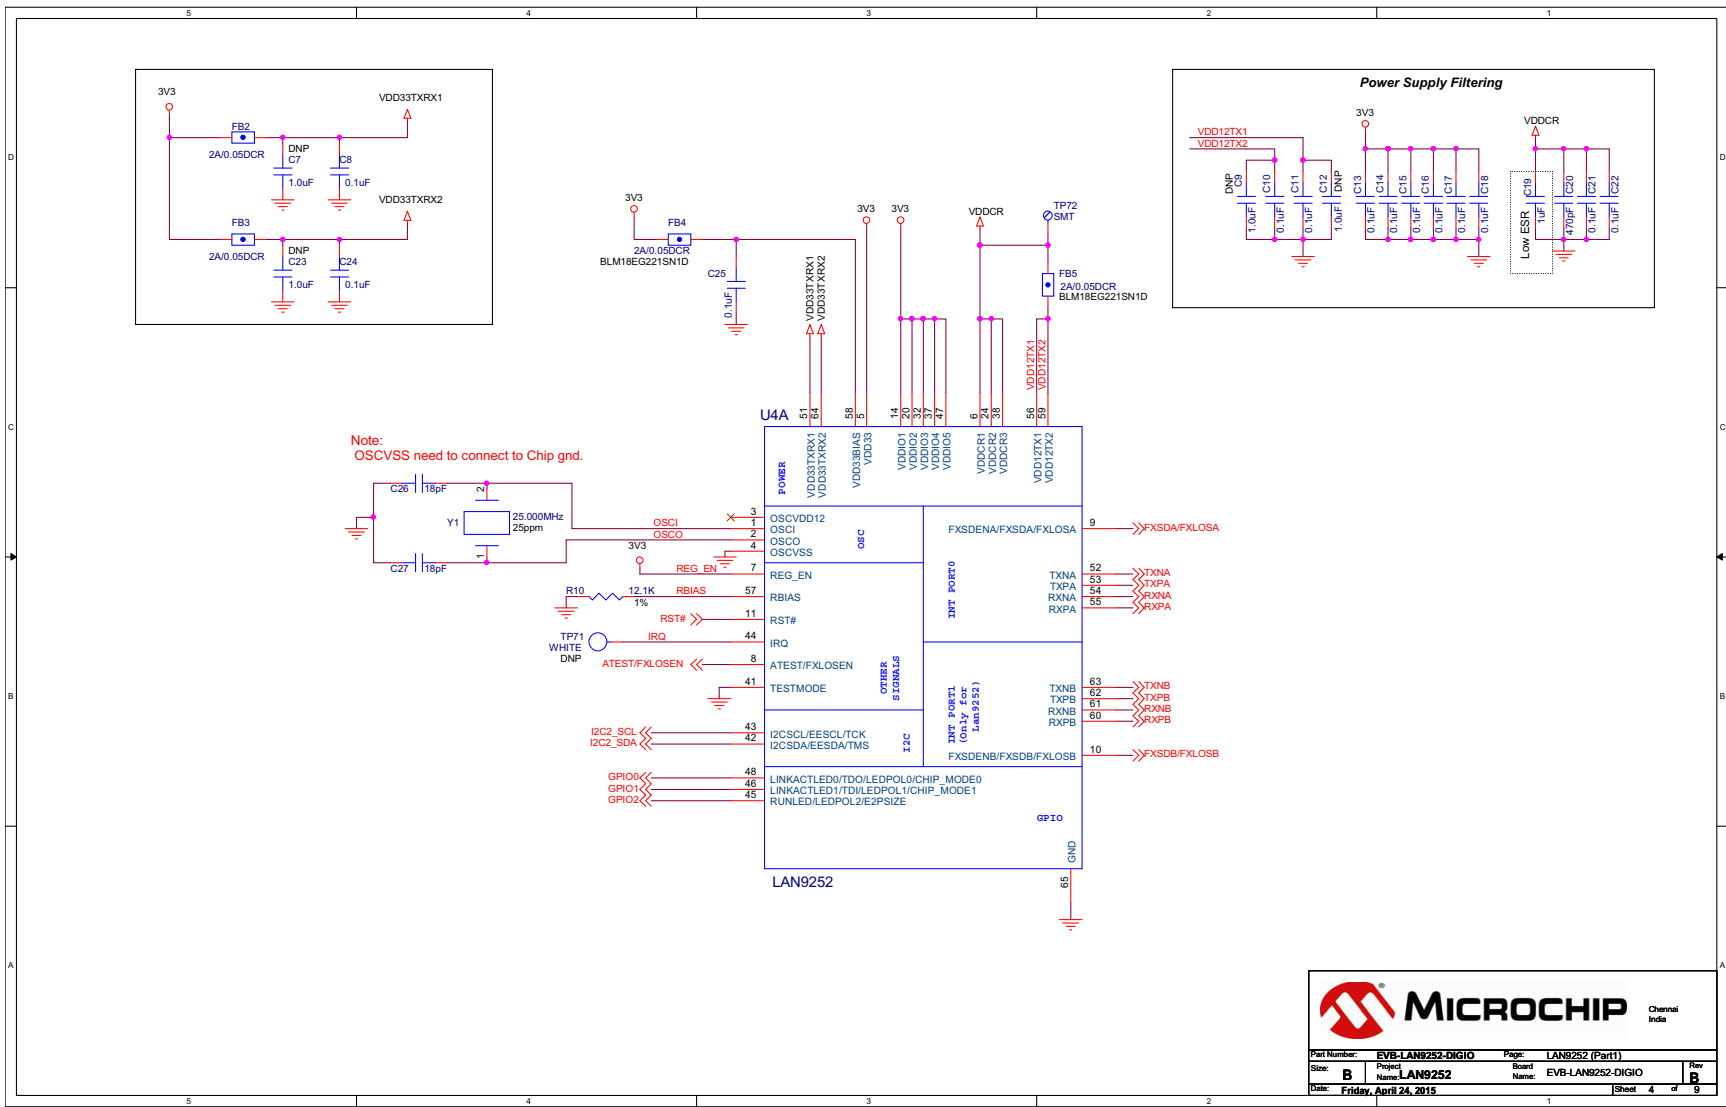 5 4 3 2 1
D
C
B
A
3V3
VDD33TXRX1
FB2
2A/0.05DCR
DNP
C7
1.0uF
C8
0.1uF
VDD33TXRX2
FB3
2A/0.05DCR
DNP
C23
1.0uF
C24
0.1uF
3V3
FB4
2A/0.05DCR
BLM18EG221SN1D
C25
0.1uF
VDD33TXRX1
VDD33TXRX2
3V3
3V3
VDDCR
TP72
SMT
FB5
2A/0.05DCR
BLM18EG221SN1D
VDD12TX1
VDD12TX2
Power Supply Filtering
VDD12TX1
VDD12TX2
DNP
C9
1.0uF
C10
0.1uF
C11
0.1uF
C12
DNP
1.0uF
3V3
C13
0.1uF
C14
0.1uF
C15
0.1uF
C16
0.1uF
C17
0.1uF
C18
0.1uF
VDDCR
Low ESR
C19
1uF
C20
470pF
C21
0.1uF
C22
0.1uF
U4A
51 64 58 5 14 20 32 37 47 6 24 38 56 59
POWER
VDD33TXRX1
VDD33TXRX2
VDD33BIAS
VDD33
VDDIO1
VDDIO2
VDDIO3
VDDIO4
VDDIO5
VDDCR1
VDDCR2
VDDCR3
VDD12TX1
VDD12TX2
Note:
OSCVSS need to connect to Chip gnd.
C26
18pF
2
Y1
25.000MHz
25ppm
1
C27
18pF
OSCI
OSCO
3 OSCVDD12
1 OSCI
2 OSCO
4 OSCVSS
OSC
3V3
REG_EN 7 REG_EN
R10 12.1K RBIAS 57 RBIAS
1%
RST# 11 RST#
TP71
WHITE
DNP
IRQ 44 IRQ
ATEST/FXLOSEN 8 ATEST/FXLOSEN
41 TESTMODE
OTHER
SIGNALS
I2C2_SCL 43 I2CSCL/EESCL/TCK
I2C2_SDA 42 I2CSDA/EESDA/TMS
I2C
GPIO0 48 LINKACTLED0/TDO/LEDPOL0/CHIP_MODE0
GPIO1 46 LINKACTLED1/TDI/LEDPOL1/CHIP_MODE1
GPIO2 45 RUNLED/LEDPOL2/E2PSIZE
GPIO
FXSDENA/FXSDA/FXLOSA 9 FXSDA/FXLOSA
INT PORT0
TXNA 52 TXNA
TXPA 53 TXPA
RXNA 54 RXNA
RXPA 55 RXPA
INT PORT1
(Only for
Lan9252)
TXNB 63 TXNB
TXPB 62 TXPB
RXNB 61 RXNB
RXPB 60 RXPB
FXSDENB/FXSDB/FXLOSB 10 FXSDB/FXLOSB
GND
65
LAN9252
MICROCHIP
®
Chennai
India
Part Number: EVB-LAN9252-DIGIO Page: LAN9252 (Part1)
Size: B Project Name: LAN9252 Board Name: EVB-LAN9252-DIGIO Rev B
Date: Friday, April 24, 2015 Sheet 4 of 9
D
C
B
A
5 4 3 2 1